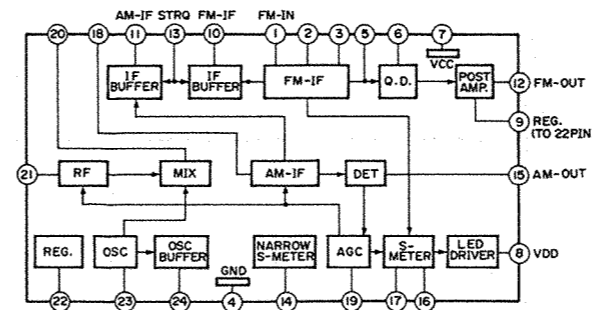 AM-IF STRQ FM-IF FM-IN
20 18 11 13 10 1 2 3 5 6 7
VCC
IF BUFFER IF BUFFER FM-IF Q.D. POST AMP.
12 FM-OUT
9 REG. (TO 22PIN
21 RF MIX AM-IF DET 15 AM-OUT
REG. OSC OSC BUFFER GND NARROW S-METER AGC S-METER LED DRIVER 8 VDD
22 23 24 4 14 19 17 16